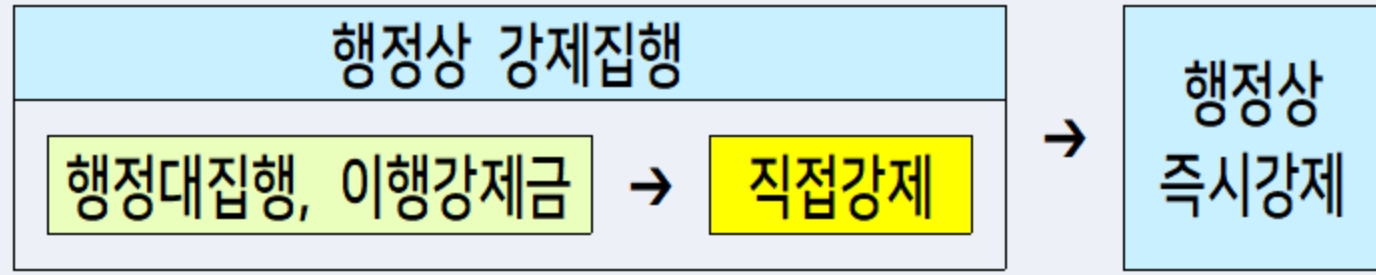 행정상 강제집행
행정대집행, 이행강제금 → 직접강제
→
행정상
즉시강제